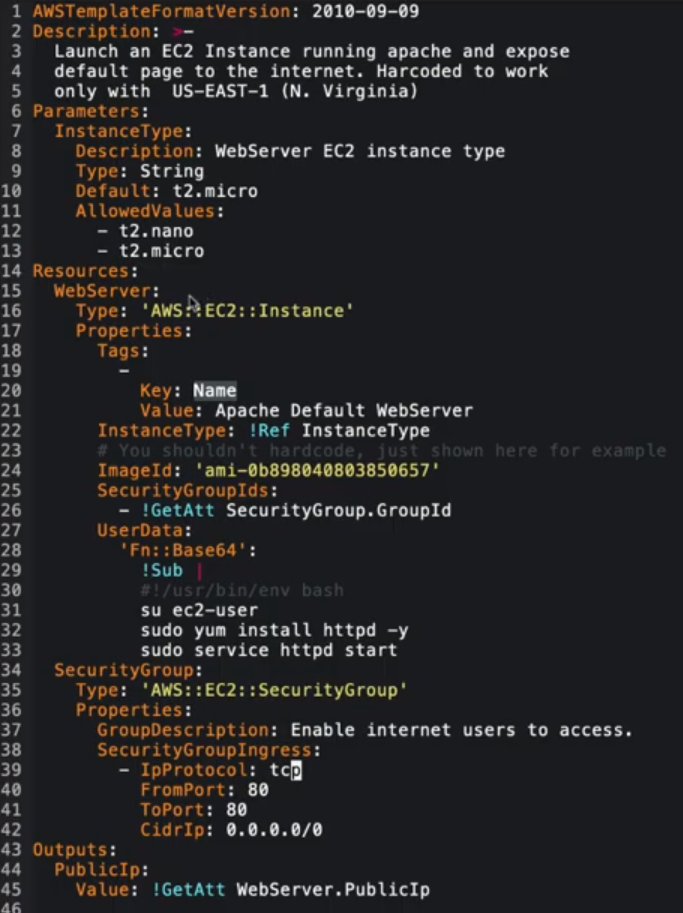 1 AWSTemplateFormatVersion: 2010-09-09
2 Description: >-
3   Launch an EC2 Instance running apache and expose
4   default page to the internet. Harcoded to work
5   only with  US-EAST-1 (N. Virginia)
6 Parameters:
7   InstanceType:
8     Description: WebServer EC2 instance type
9     Type: String
10     Default: t2.micro
11     AllowedValues:
12       - t2.nano
13       - t2.micro
14 Resources:
15   WebServer:
16     Type: 'AWS::EC2::Instance'
17     Properties:
18       Tags:
19         -
20           Key: Name
21           Value: Apache Default WebServer
22       InstanceType: !Ref InstanceType
23       # You shouldn't hardcode, just shown here for example
24       ImageId: 'ami-0b898040803850657'
25       SecurityGroupIds:
26         - !GetAtt SecurityGroup.GroupId
27       UserData:
28         'Fn::Base64':
29           !Sub |
30           #!/usr/bin/env bash
31           su ec2-user
32           sudo yum install httpd -y
33           sudo service httpd start
34   SecurityGroup:
35     Type: 'AWS::EC2::SecurityGroup'
36     Properties:
37       GroupDescription: Enable internet users to access.
38       SecurityGroupIngress:
39         - IpProtocol: tcp
40           FromPort: 80
41           ToPort: 80
42           CidrIp: 0.0.0.0/0
43 Outputs:
44   PublicIp:
45     Value: !GetAtt WebServer.PublicIp
46